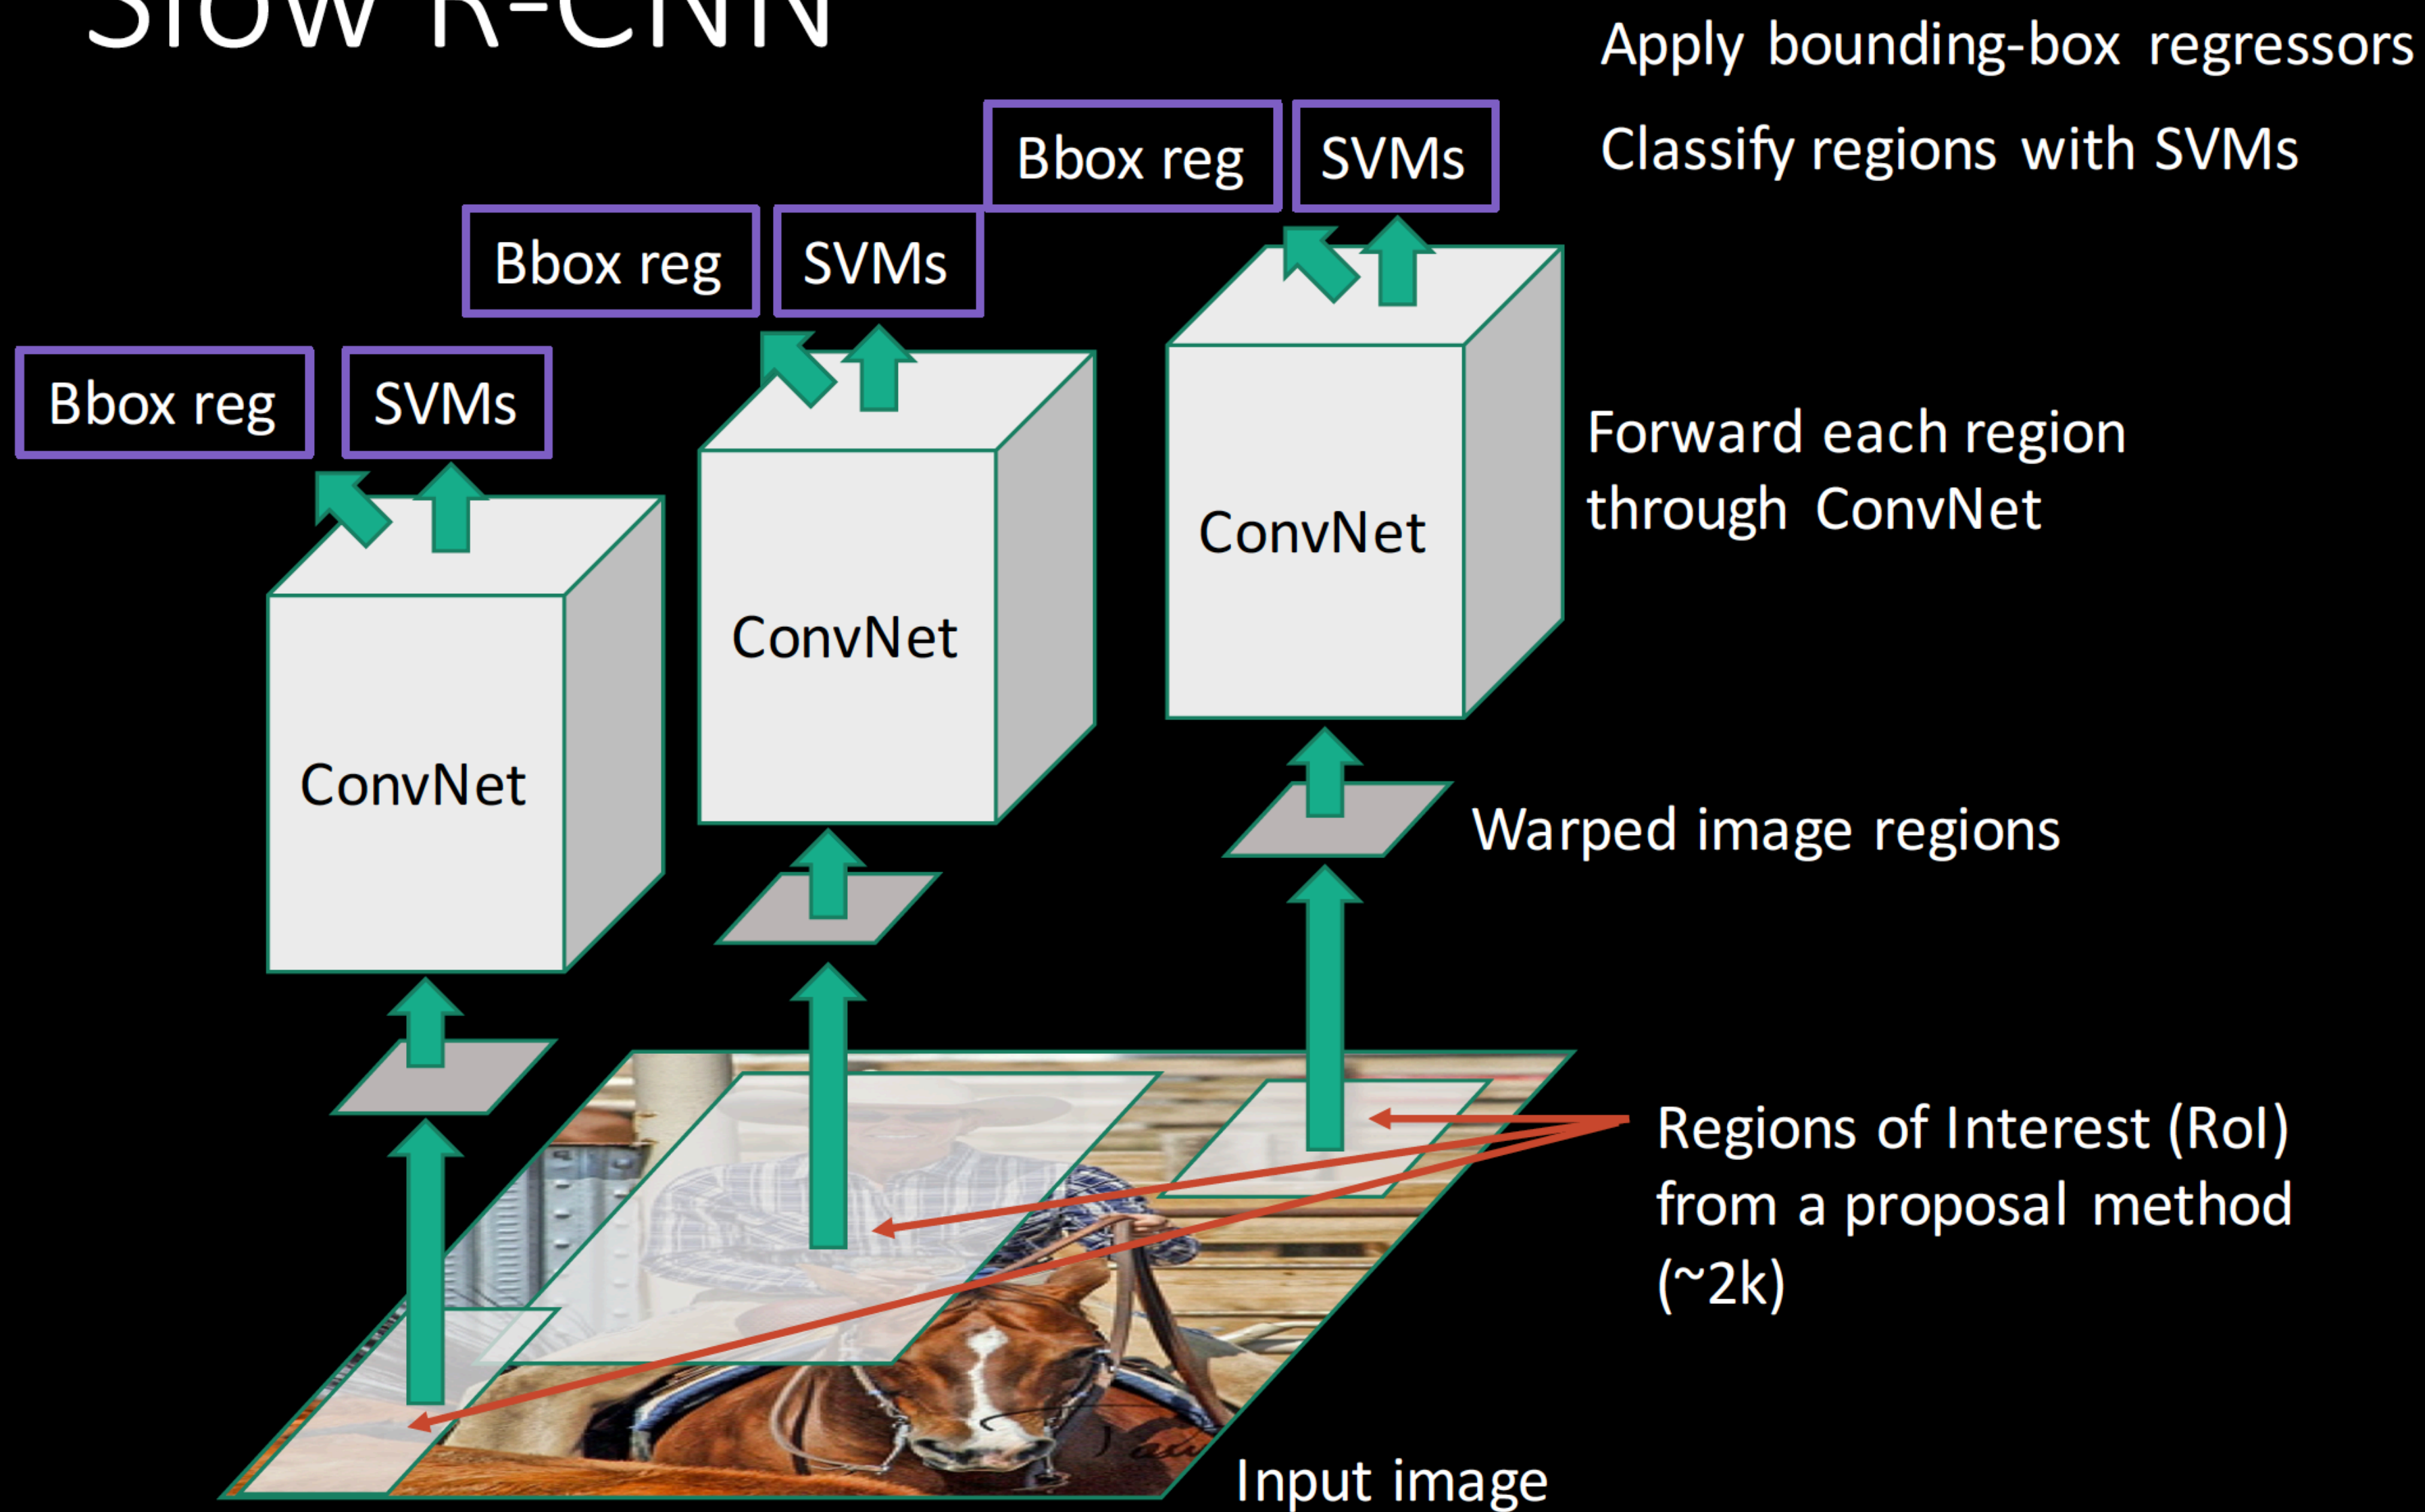 Slow R-CNN
Apply bounding-box regressors
Classify regions with SVMs
Bbox reg
SVMs
Bbox reg
SVMs
Bbox reg
SVMs
Forward each region
through ConvNet
ConvNet
ConvNet
ConvNet
Warped image regions
Regions of Interest (RoI)
from a proposal method
(~2k)
Input image